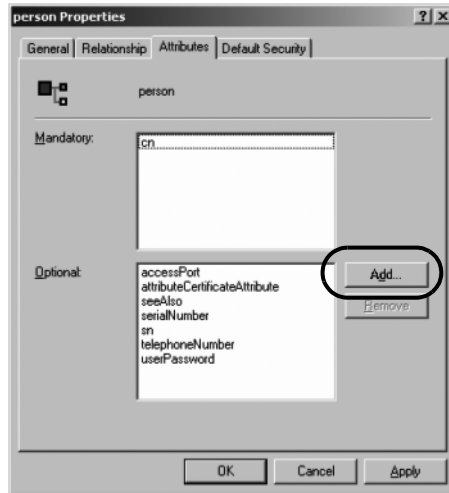 person Properties
General Relationship Attributes Default Security
person
Mandatory:
cn
Optional:
accessPort
Add...
attributeCertificateAttribute
seeAlso
Remove
serialNumber
sn
telephoneNumber
userPassword
OK Cancel Apply